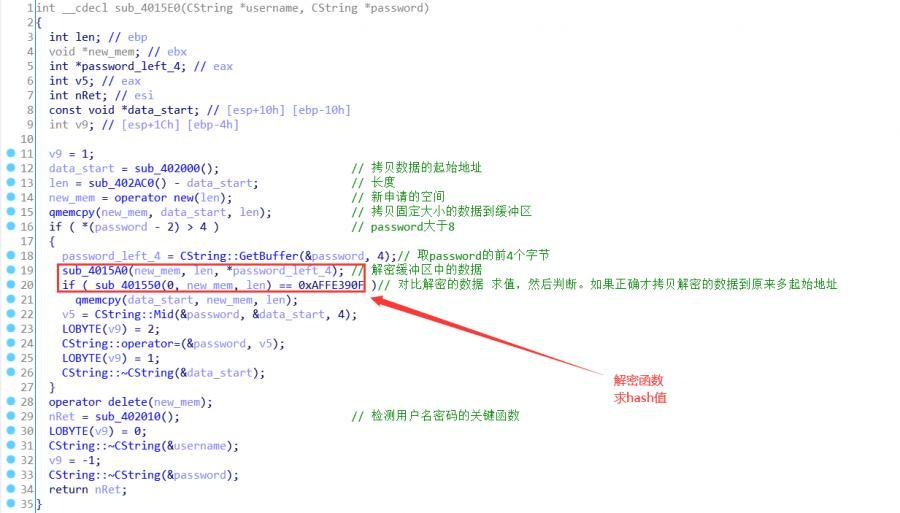 1 int __cdecl sub_4015E0(CString *username, CString *password)
2 {
3 int len; // ebp
4 void *new_mem; // ebx
5 int *password_left_4; // eax
6 int v5; // eax
7 int nRet; // esi
8 const void *data_start; // [esp+10h] [ebp-10h]
9 int v9; // [esp+1Ch] [ebp-4h]
10
11 v9 = 1;
12 data_start = sub_402000(); // 拷贝数据的起始地址
13 len = sub_402AC0() - data_start; // 长度
14 new_mem = operator new(len); // 新申请的空间
15 qmemcpy(new_mem, data_start, len); // 拷贝固定大小的数据到缓冲区
16 if ( *(password - 2) > 4 ) // password大于8
17 {
18 password_left_4 = CString::GetBuffer(&password, 4);// 取password的前4个字节
19 sub_4015A0(new_mem, len, *password_left_4); // 解密缓冲区中的数据
20 if ( sub_401550(0, new_mem, len) == 0xAFFE390F )// 对比解密的数据 求值，然后判断。如果正确才拷贝解密的数据到原来多起始地址
21 qmemcpy(data_start, new_mem, len);
22 v5 = CString::Mid(&password, &data_start, 4);
23 LOBYTE(v9) = 2;
24 CString::operator=(&password, v5);
25 LOBYTE(v9) = 1;
26 CString::~CString(&data_start);
27 }
28 operator delete(new_mem);
29 nRet = sub_402010(); // 检测用户名密码的关键函数
30 LOBYTE(v9) = 0;
31 CString::~CString(&username);
32 v9 = -1;
33 CString::~CString(&password);
34 return nRet;
35 }
解密函数
求hash值